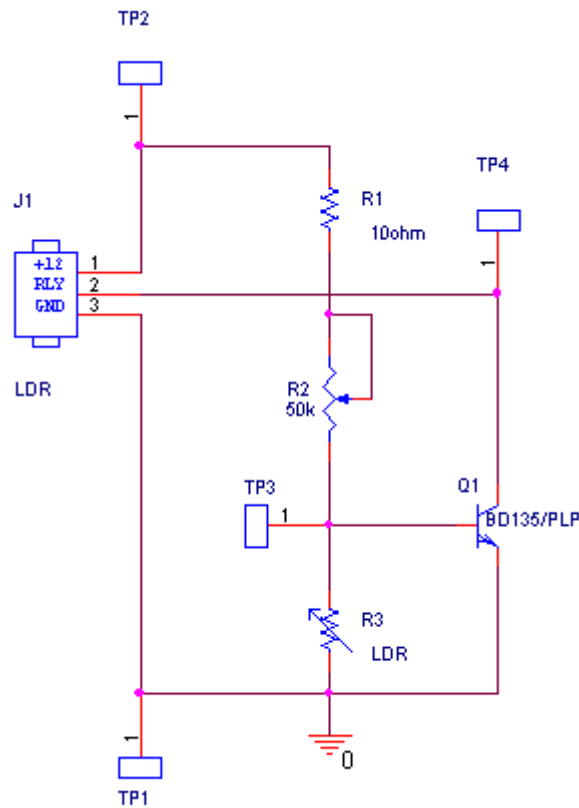 TP2
1
TP4
J1
R1
10ohm
1
+12
1
RLY
2
GND
3
LDR
R2
50k
TP3
1
Q1
BD135/PLP
R3
LDR
1
0
TP1